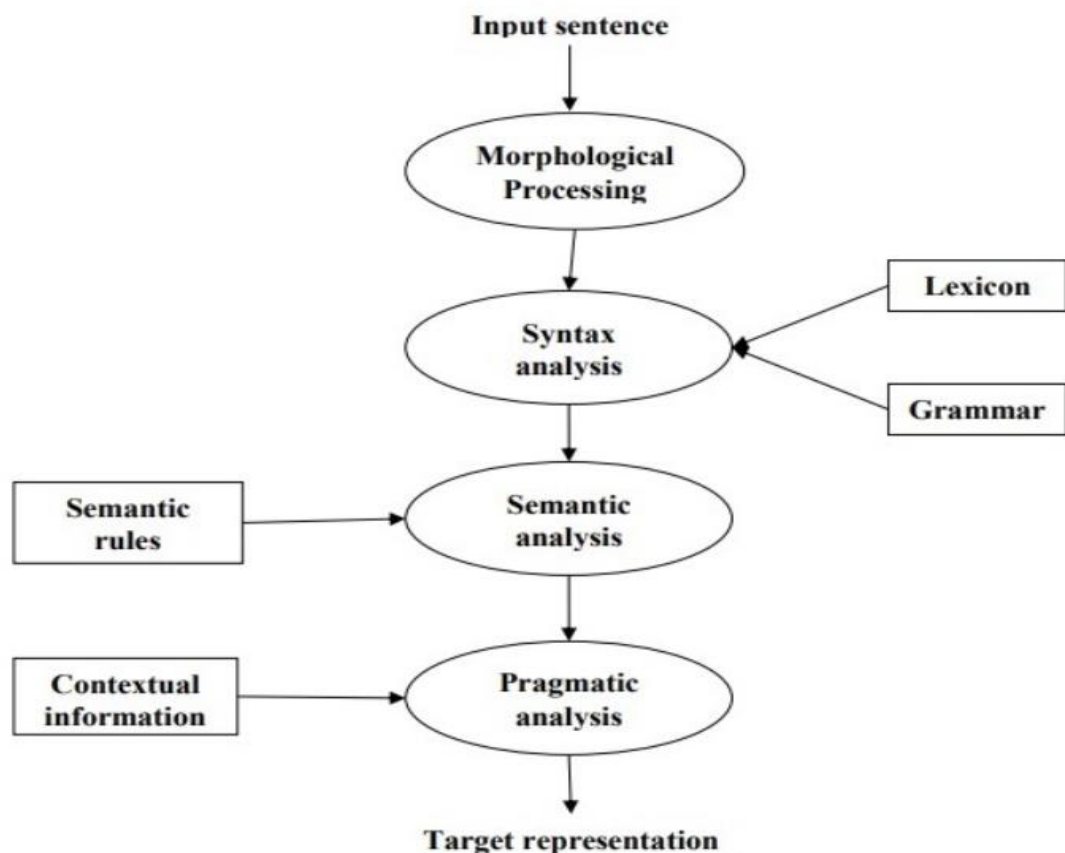 Input sentence
Morphological
Processing
Lexicon
Syntax
analysis
Grammar
Semantic
rules
Semantic
analysis
Contextual
information
Pragmatic
analysis
Target representation